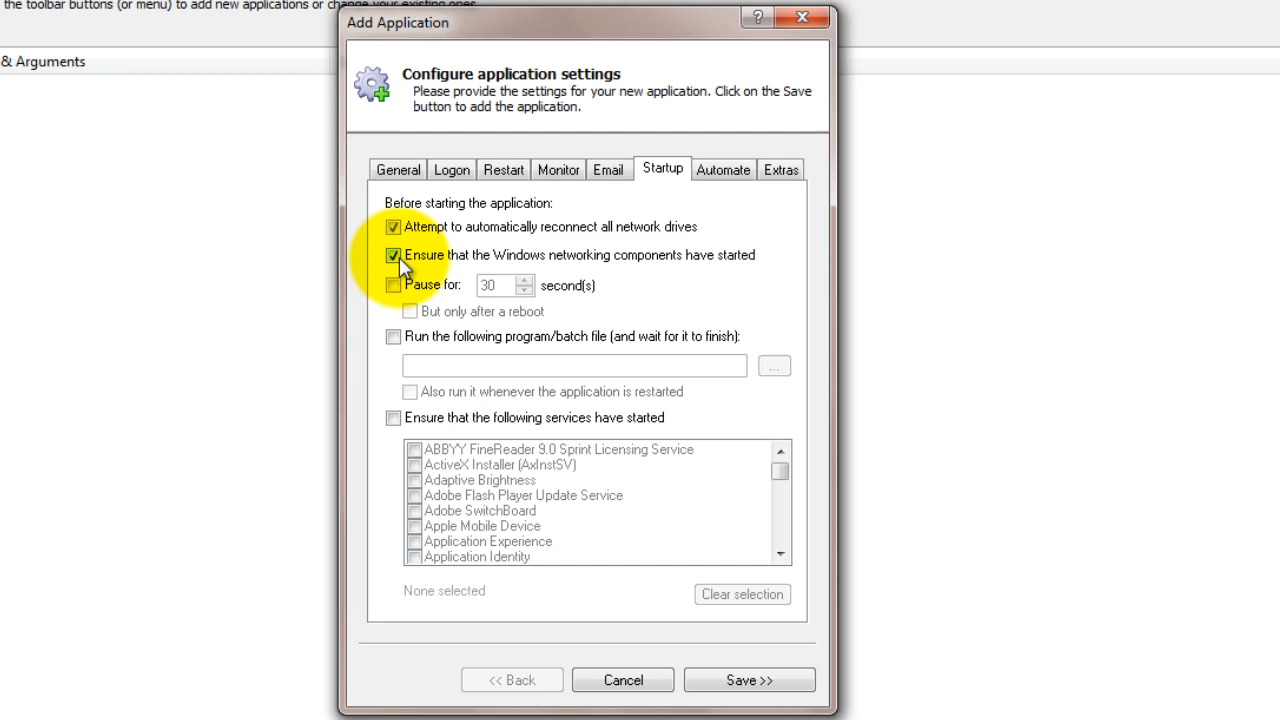 the toolbar buttons (or menu) to add new applications or change your existing ones
& Arguments
Add Application
?
Configure application settings
Please provide the settings for your new application. Click on the Save
button to add the application.
General Logon Restart Monitor Email Startup Automate Extras
Before starting the application:
Attempt to automatically reconnect all network drives
Ensure that the Windows networking components have started
Pause for: 30 second(s)
But only after a reboot
Run the following program/batch file (and wait for it to finish):
...
Also run it whenever the application is restarted
Ensure that the following services have started
ABBYY FineReader 9.0 Sprint Licensing Service
ActiveX Installer (AxInstSV)
Adaptive Brightness
Adobe Flash Player Update Service
Adobe SwitchBoard
Apple Mobile Device
Application Experience
Application Identity
None selected
Clear selection
<< Back Cancel Save >>